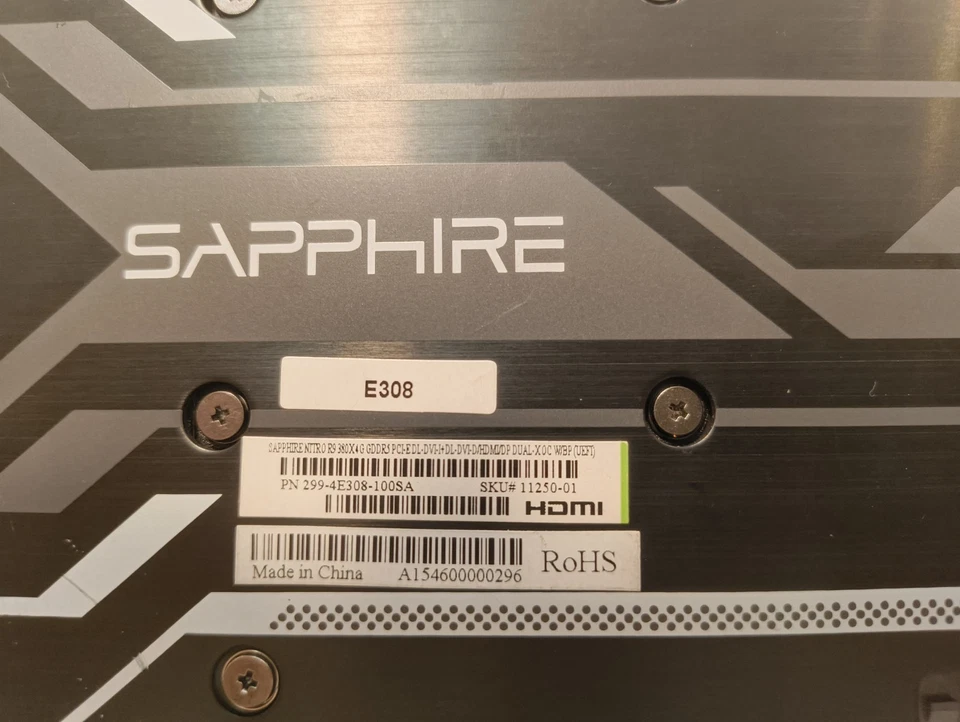 SAPPHIRE
E308
SAPPHIRE NITRO R9 380X 4G GDDR5 PCI-E DL-DVI-I+DL-DVI-D/HDMI/DP DUAL-X OC W/BP (UEFI)
PN 299-4E308-100SA SKU# 11250-01
HDMI
RoHS
Made in China A154600000296